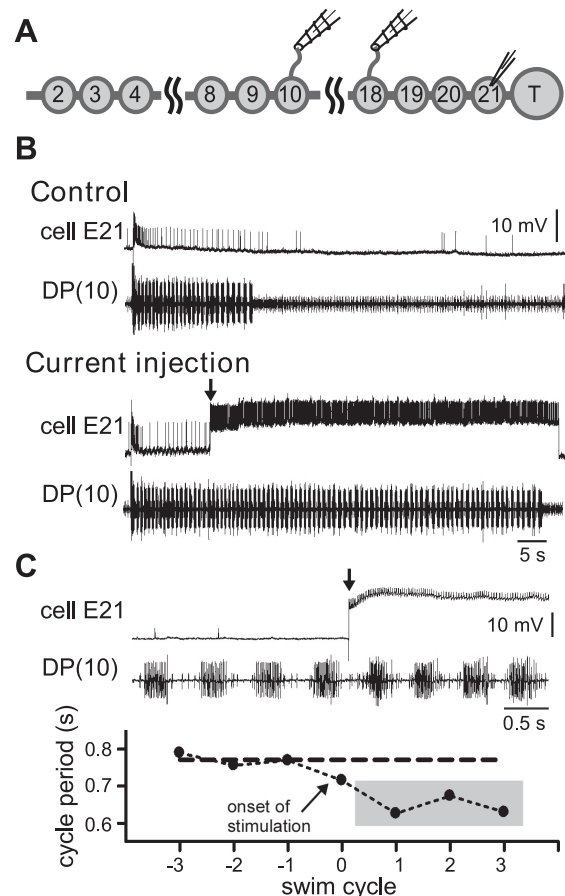 A
2 3 4 8 9 10 18 19 20 21 T
B
Control
cell E21
10 mV
DP(10)
Current injection
cell E21
DP(10)
5 s
C
cell E21
10 mV
DP(10)
0.5 s
cycle period (s)
0.8
0.7
0.6
onset of
stimulation
-3 -2 -1 0 1 2 3
swim cycle